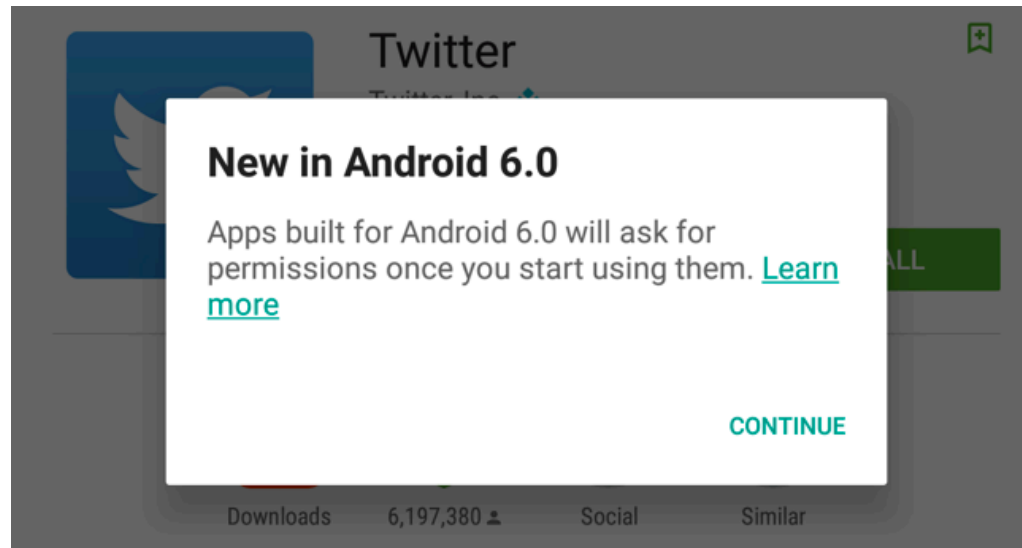 Twitter
New in Android 6.0
Apps built for Android 6.0 will ask for
permissions once you start using them. Learn
more
ALL
CONTINUE
Downloads 6,197,380 Social Similar